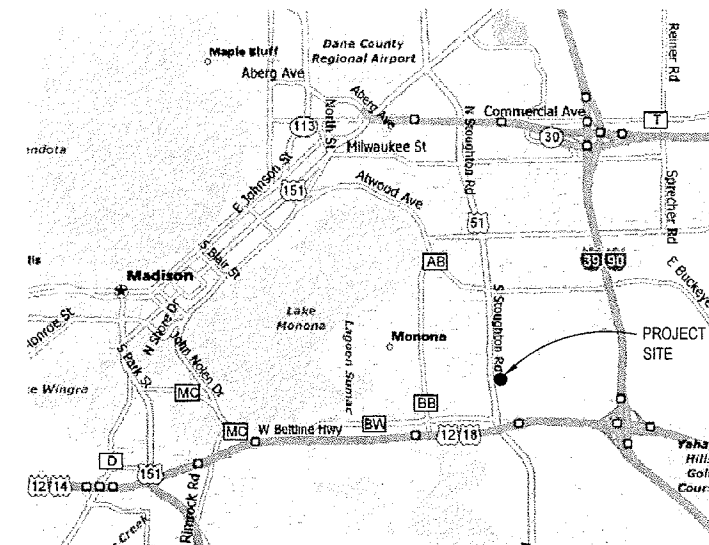 Maple Bluff
Dane County
Regional Airport
Reiner Rd
Aberg Ave
Aberg Ave
North St
N Stoughton Rd
Commercial Ave
T
113
30
Milwaukee St
E Johnson St
151
Atwood Ave
Sprecher Rd
51
S Blair St
AB
39 90
E Buckeye
Madison
S Stoughton Rd
Lake
Monona
N Shore Dr
John Nolen Dr
Lagoon Sumac
Monona
PROJECT
SITE
S Park St
MC
BB
MC
W Beltline Hwy
BW
12 18
D
151
12 14
Rimrock Rd
Creek